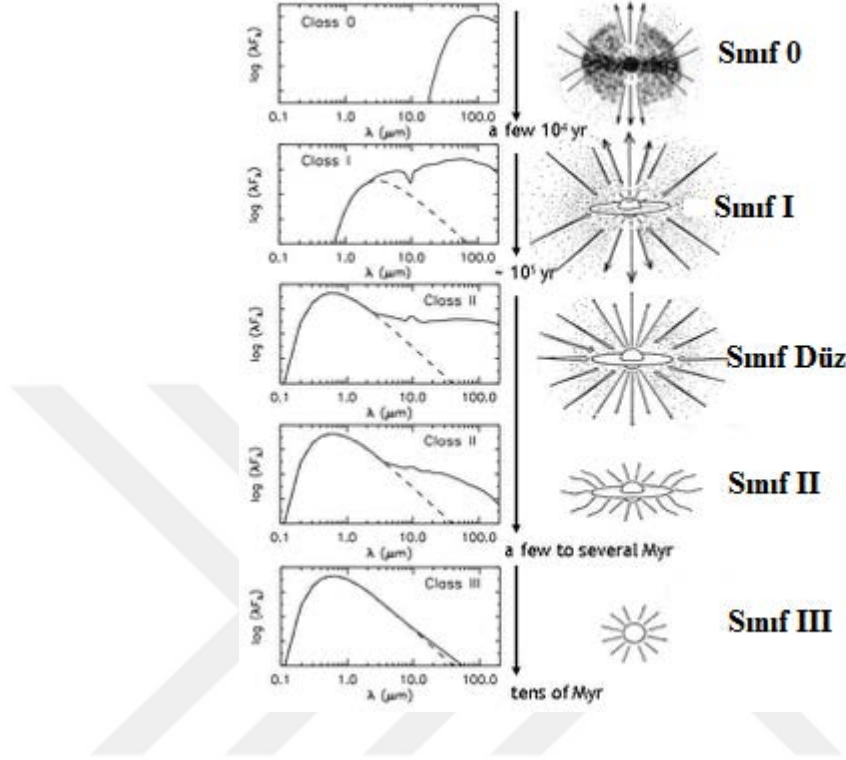 Class 0
log (λFλ)
0.1 1.0 10.0 100.0
λ (μm)
Sınıf 0
a few 10⁴ yr
Class I
log (λFλ)
0.1 1.0 10.0 100.0
λ (μm)
Sınıf I
~ 10⁵ yr
Class II
log (λFλ)
0.1 1.0 10.0 100.0
λ (μm)
Sınıf Düz
Class II
log (λFλ)
0.1 1.0 10.0 100.0
λ (μm)
Sınıf II
a few to several Myr
Class III
log (λFλ)
0.1 1.0 10.0 100.0
λ (μm)
Sınıf III
tens of Myr